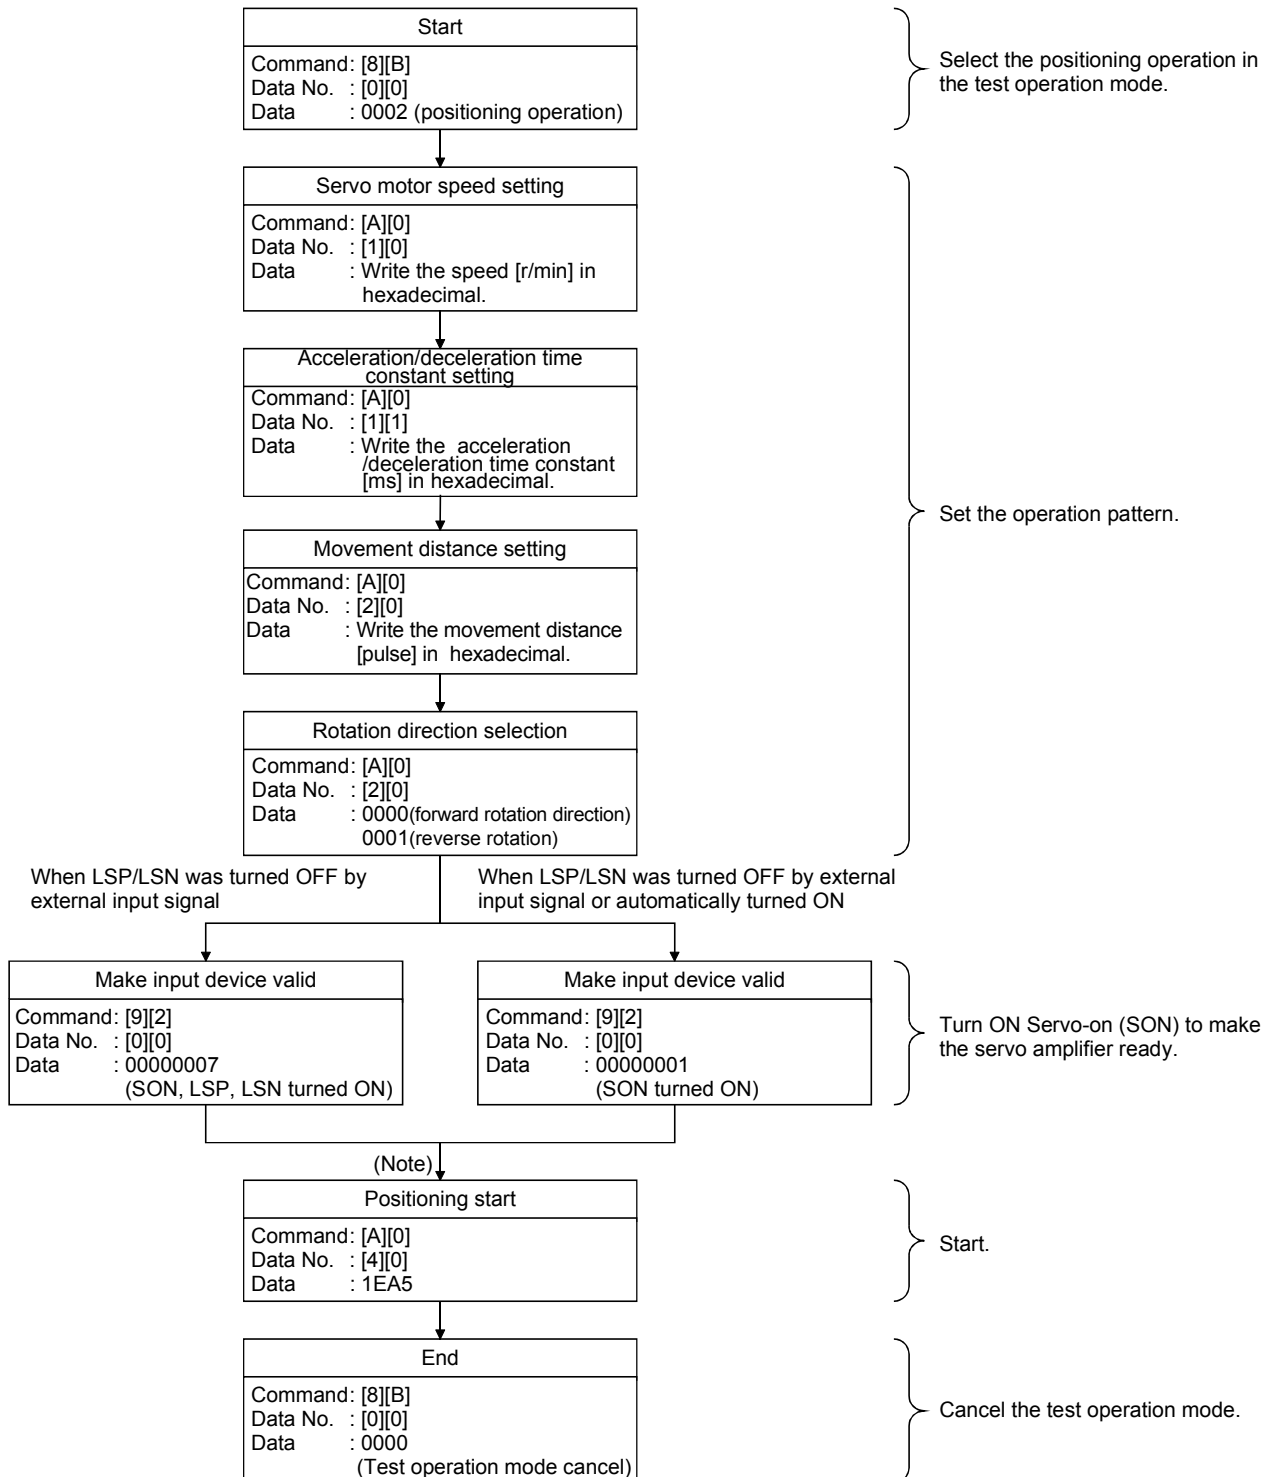 Start
Command: [8][B]
Data No. : [0][0]
Data : 0002 (positioning operation)
Select the positioning operation in
the test operation mode.
Servo motor speed setting
Command: [A][0]
Data No. : [1][0]
Data : Write the speed [r/min] in
hexadecimal.
Acceleration/deceleration time
constant setting
Command: [A][0]
Data No. : [1][1]
Data : Write the acceleration
/deceleration time constant
[ms] in hexadecimal.
Movement distance setting
Command: [A][0]
Data No. : [2][0]
Data : Write the movement distance
[pulse] in hexadecimal.
Set the operation pattern.
Rotation direction selection
Command: [A][0]
Data No. : [2][0]
Data : 0000(forward rotation direction)
0001(reverse rotation)
When LSP/LSN was turned OFF by
external input signal
When LSP/LSN was turned OFF by external
input signal or automatically turned ON
Make input device valid
Command: [9][2]
Data No. : [0][0]
Data : 00000007
(SON, LSP, LSN turned ON)
Make input device valid
Command: [9][2]
Data No. : [0][0]
Data : 00000001
(SON turned ON)
Turn ON Servo-on (SON) to make
the servo amplifier ready.
(Note)
Positioning start
Command: [A][0]
Data No. : [4][0]
Data : 1EA5
Start.
End
Command: [8][B]
Data No. : [0][0]
Data : 0000
(Test operation mode cancel)
Cancel the test operation mode.